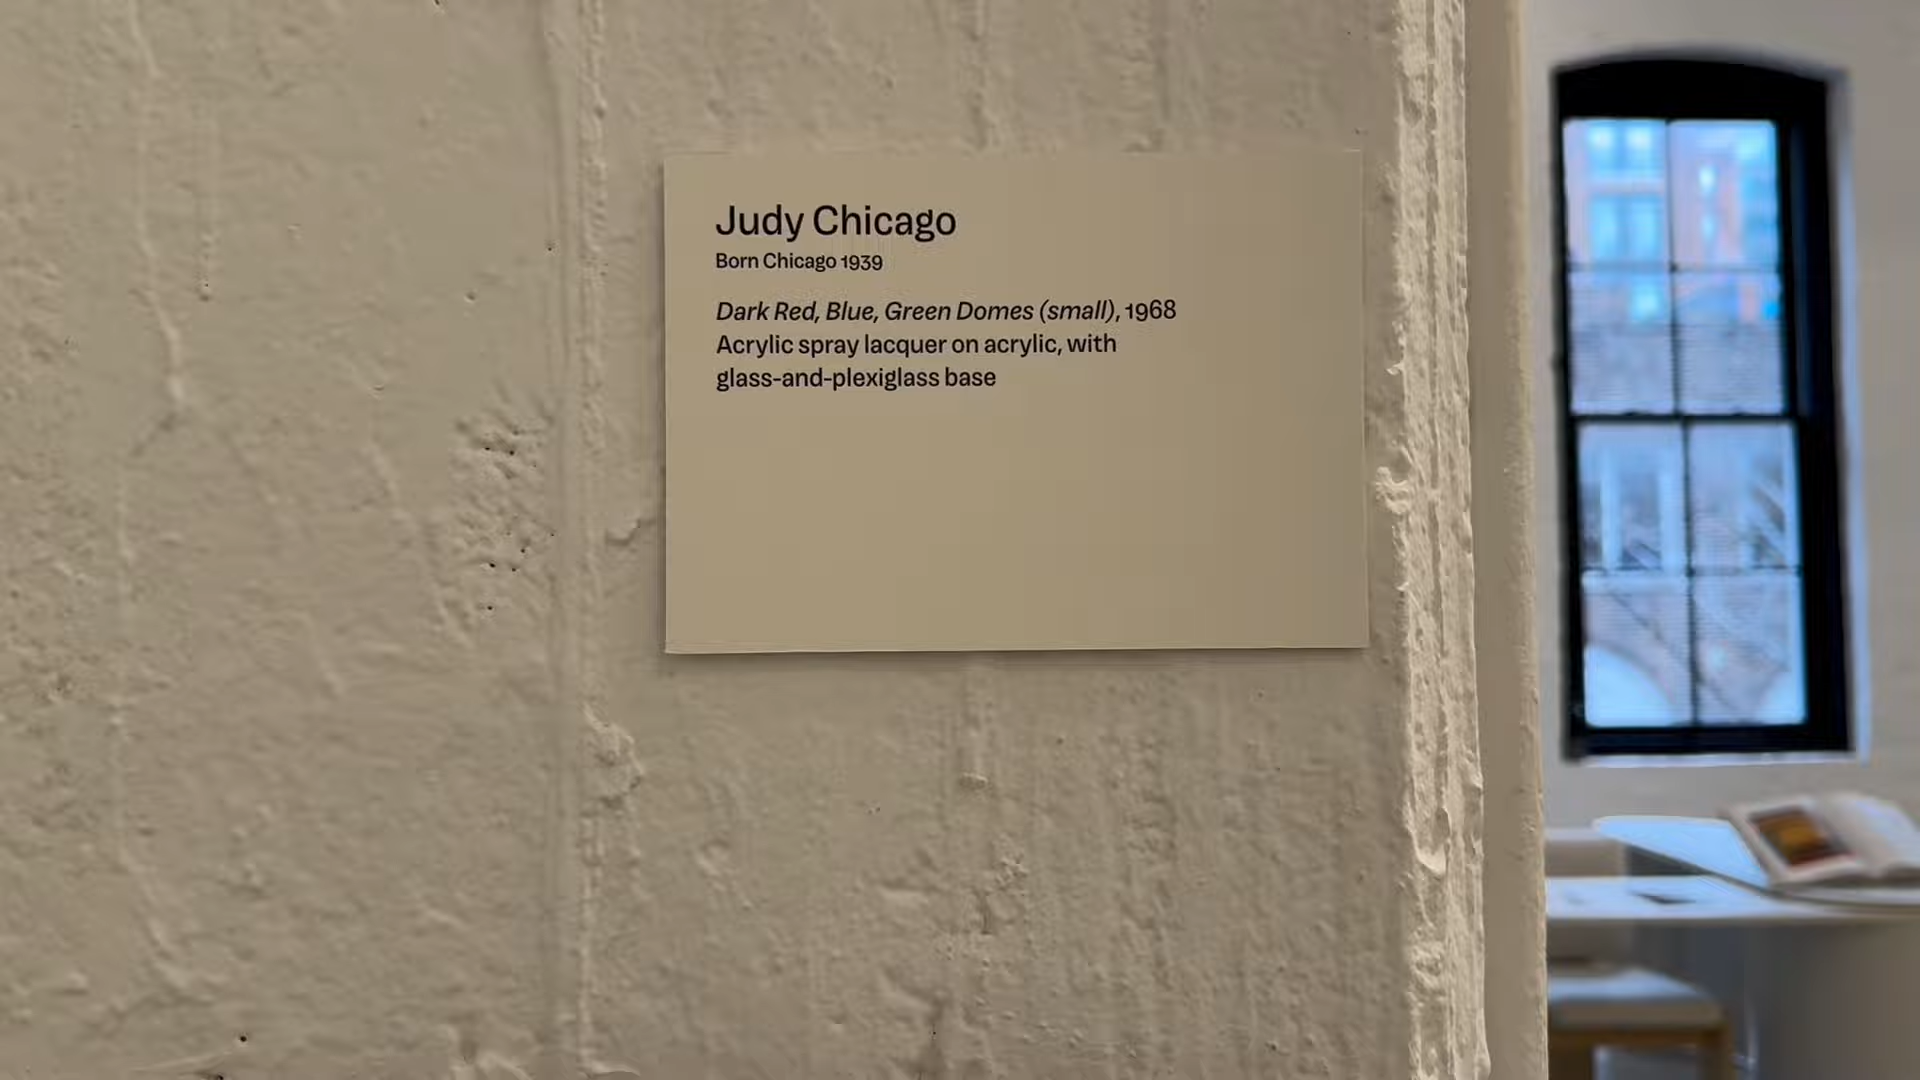 Judy Chicago
Born Chicago 1939
Dark Red, Blue, Green Domes (small), 1968
Acrylic spray lacquer on acrylic, with
glass-and-plexiglass base